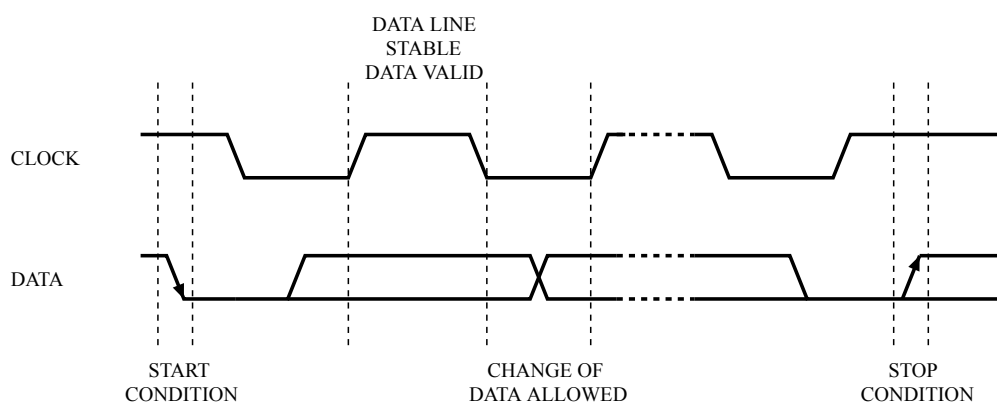 DATA LINE
STABLE
DATA VALID
CLOCK
DATA
START
CONDITION
CHANGE OF
DATA ALLOWED
STOP
CONDITION